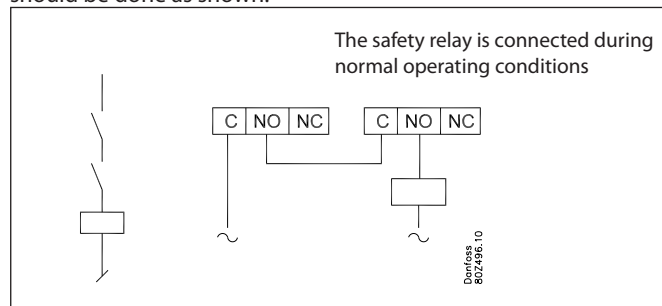 should be done as shown.
The safety relay is connected during
normal operating conditions
C NO NC C NO NC
Danfoss
80Z496.10